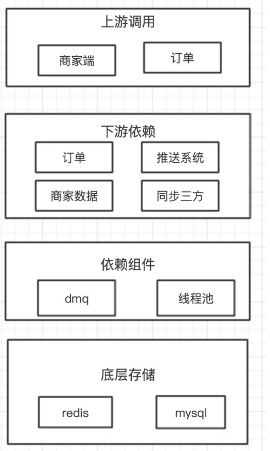 上游调用
商家端 订单
下游依赖
订单 推送系统
商家数据 同步三方
依赖组件
dmq 线程池
底层存储
redis mysql